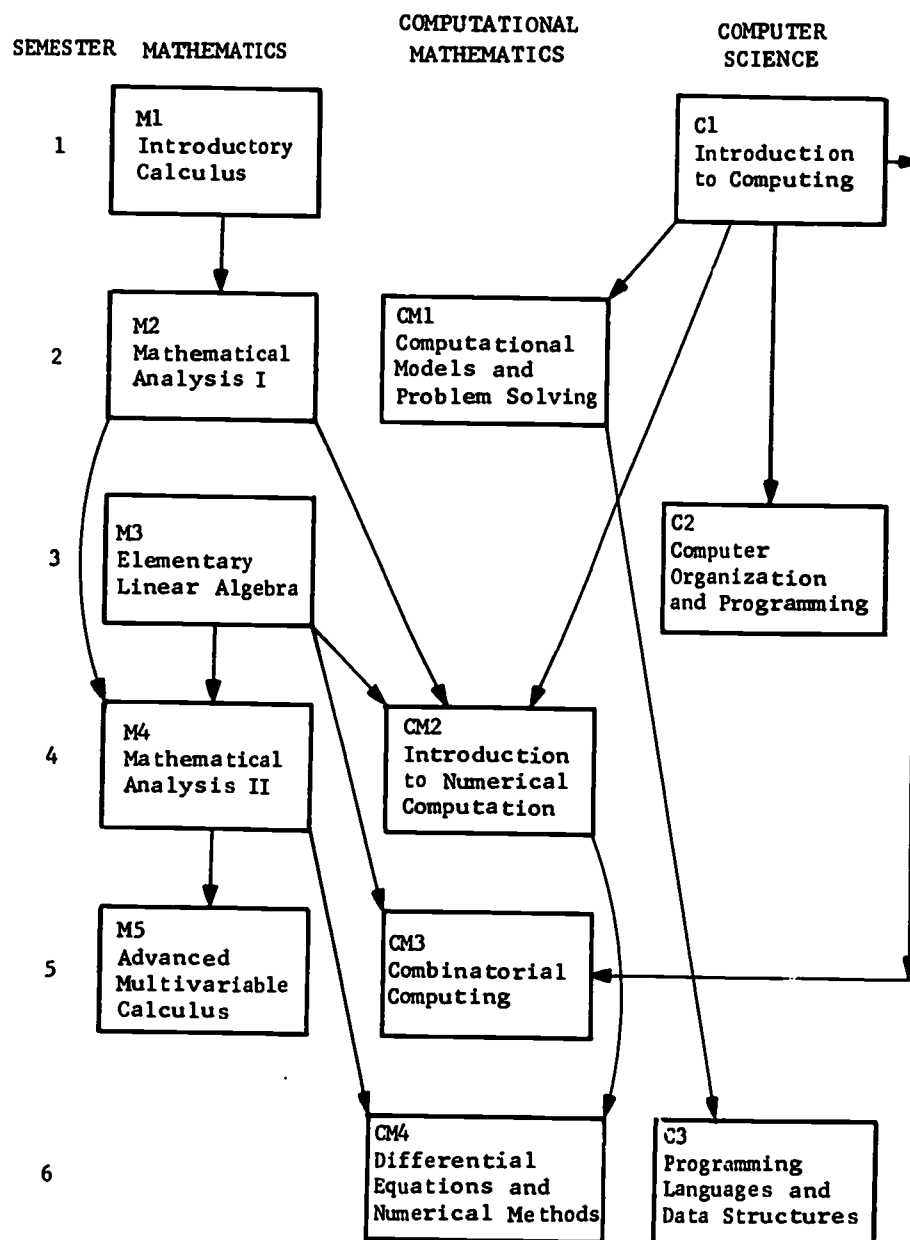 COMPUTATIONAL
MATHEMATICS
COMPUTER
SCIENCE
SEMESTER
MATHEMATICS
1
M1
Introductory
Calculus
C1
Introduction
to Computing
2
M2
Mathematical
Analysis I
CM1
Computational
Models and
Problem Solving
3
M3
Elementary
Linear Algebra
C2
Computer
Organization
and Programming
4
M4
Mathematical
Analysis II
CM2
Introduction
to Numerical
Computation
5
M5
Advanced
Multivariable
Calculus
CM3
Combinatorial
Computing
6
CM4
Differential
Equations and
Numerical Methods
C3
Programming
Languages and
Data Structures